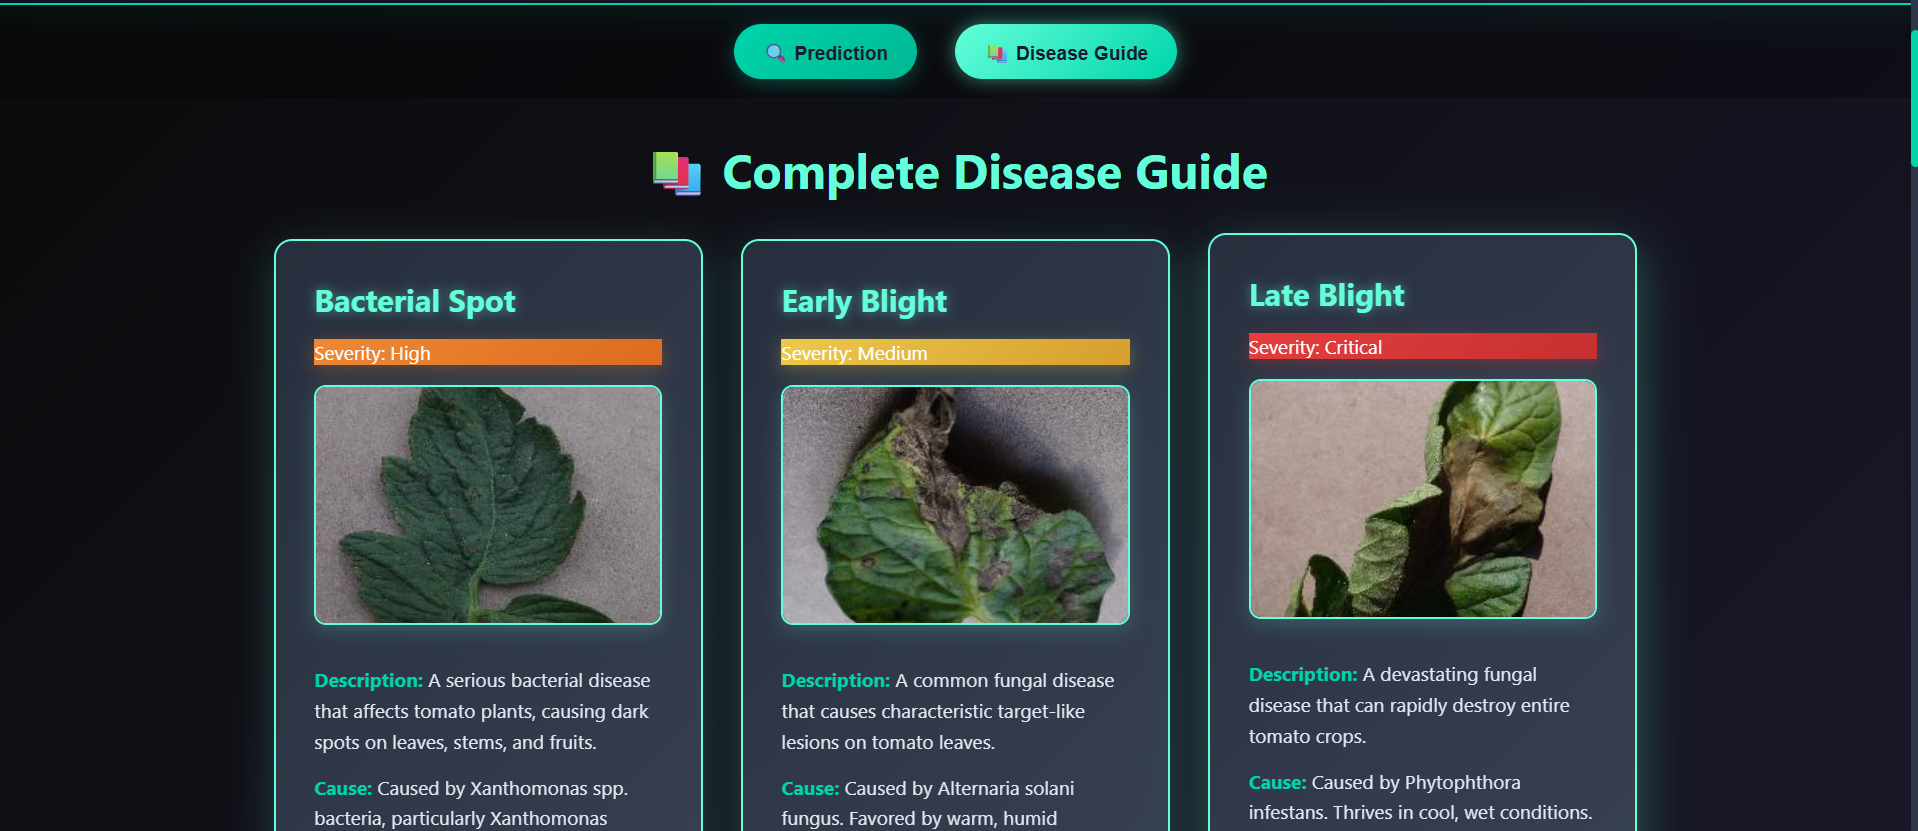 Prediction
Disease Guide
Complete Disease Guide
Bacterial Spot
Severity: High
Description: A serious bacterial disease
that affects tomato plants, causing dark
spots on leaves, stems, and fruits.
Cause: Caused by Xanthomonas spp.
bacteria, particularly Xanthomonas
Early Blight
Severity: Medium
Description: A common fungal disease
that causes characteristic target-like
lesions on tomato leaves.
Cause: Caused by Alternaria solani
fungus. Favored by warm, humid
Late Blight
Severity: Critical
Description: A devastating fungal
disease that can rapidly destroy entire
tomato crops.
Cause: Caused by Phytophthora
infestans. Thrives in cool, wet conditions.